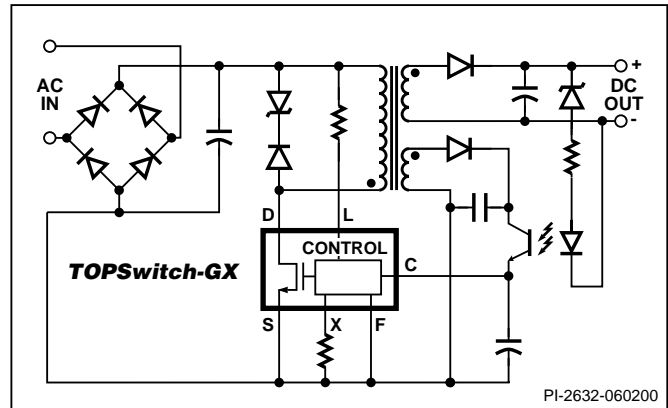 AC
IN
+
DC
OUT
-
D
L
CONTROL
C
TOPSwitch-GX
S
X
F
PI-2632-060200